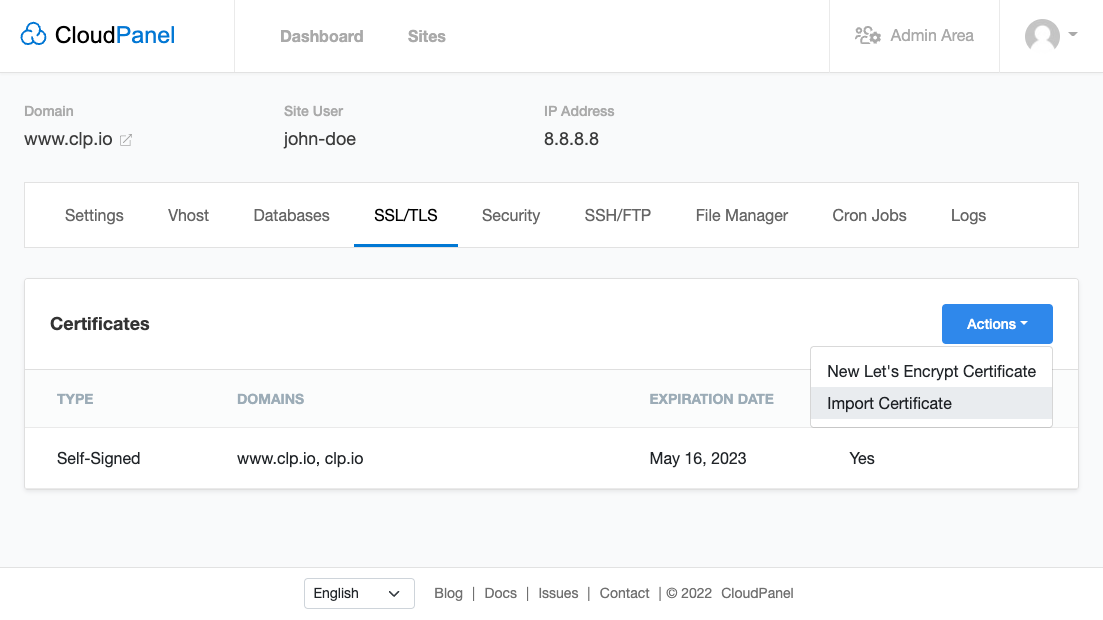 CloudPanel Dashboard Sites Admin Area
Domain Site User IP Address
www.clp.io john-doe 8.8.8.8
Settings Vhost Databases SSL/TLS Security SSH/FTP File Manager Cron Jobs Logs
Certificates Actions
New Let's Encrypt Certificate
TYPE DOMAINS EXPIRATION DATE Import Certificate
Self-Signed www.clp.io, clp.io May 16, 2023 Yes
English Blog | Docs | Issues | Contact | © 2022 CloudPanel